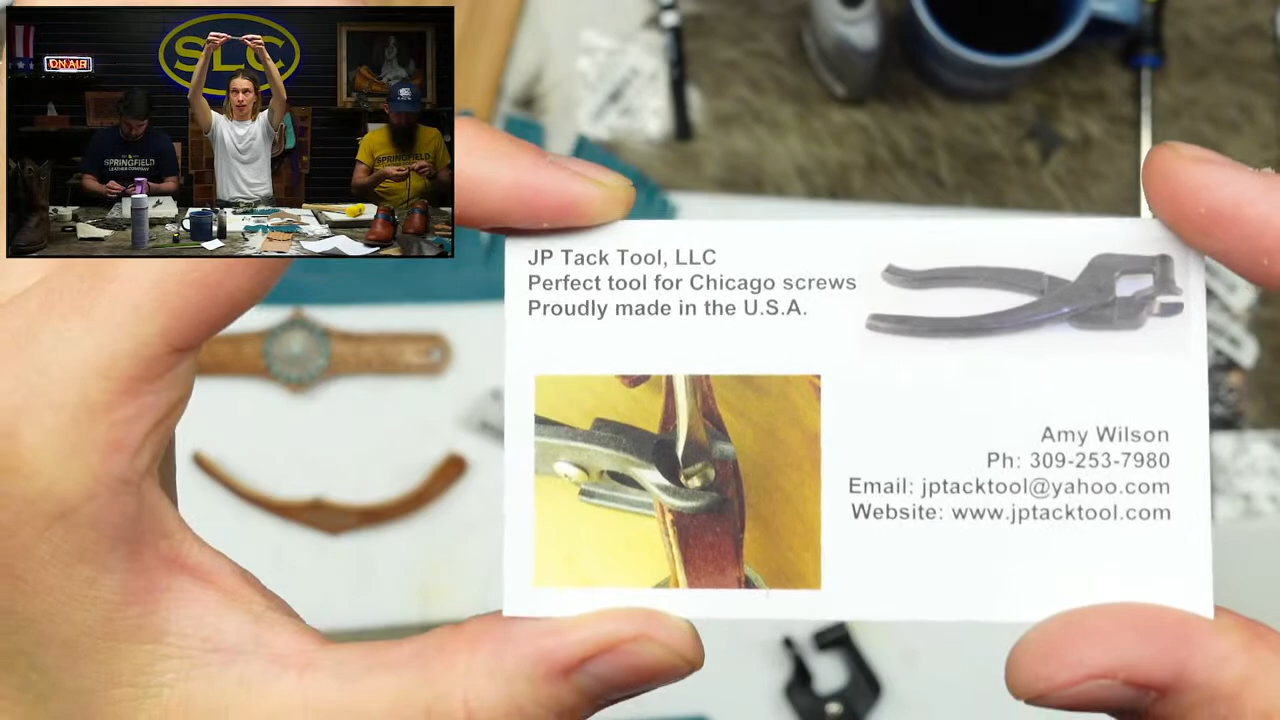 SLC
ON AIR
SPRINGFIELD
LEATHER COMPANY
SPRINGFIELD
JP Tack Tool, LLC
Perfect tool for Chicago screws
Proudly made in the U.S.A.
Amy Wilson
Ph: 309-253-7980
Email: jptacktool@yahoo.com
Website: www.jptacktool.com